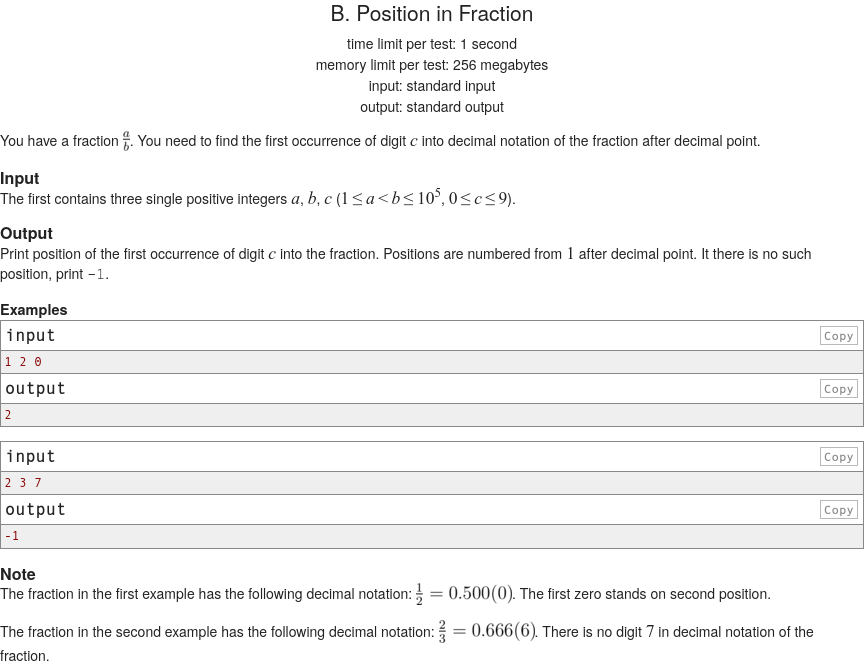 B. Position in Fraction
time limit per test: 1 second
memory limit per test: 256 megabytes
input: standard input
output: standard output
You have a fraction a/b. You need to find the first occurrence of digit c into decimal notation of the fraction after decimal point.
Input
The first contains three single positive integers a, b, c (1 ≤ a < b ≤ 10^5, 0 ≤ c ≤ 9).
Output
Print position of the first occurrence of digit c into the fraction. Positions are numbered from 1 after decimal point. It there is no such
position, print -1.
Examples
input Copy
1 2 0
output Copy
2
input Copy
2 3 7
output Copy
-1
Note
The fraction in the first example has the following decimal notation: 1/2 = 0.500(0). The first zero stands on second position.
The fraction in the second example has the following decimal notation: 2/3 = 0.666(6). There is no digit 7 in decimal notation of the
fraction.